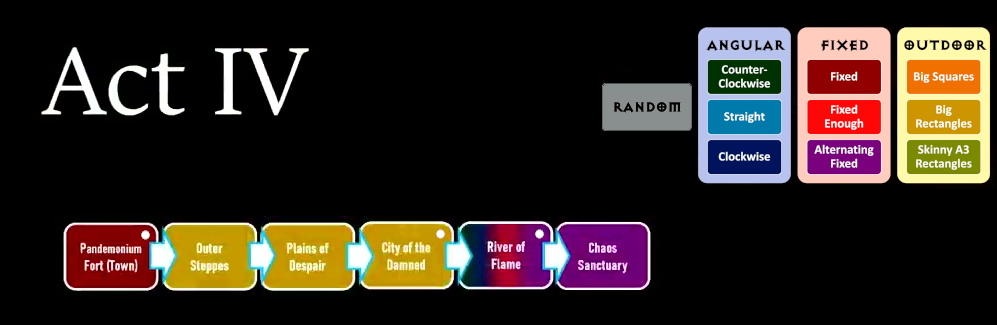 Act IV
RANDOM
ANGULAR
Counter-
Clockwise
Straight
Clockwise
FIXED
Fixed
Fixed
Enough
Alternating
Fixed
OUTDOOR
Big Squares
Big
Rectangles
Skinny A3
Rectangles
Pandemonium
Fort (Town)
Outer
Steppes
Plains of
Despair
City of the
Damned
River of
Flame
Chaos
Sanctuary